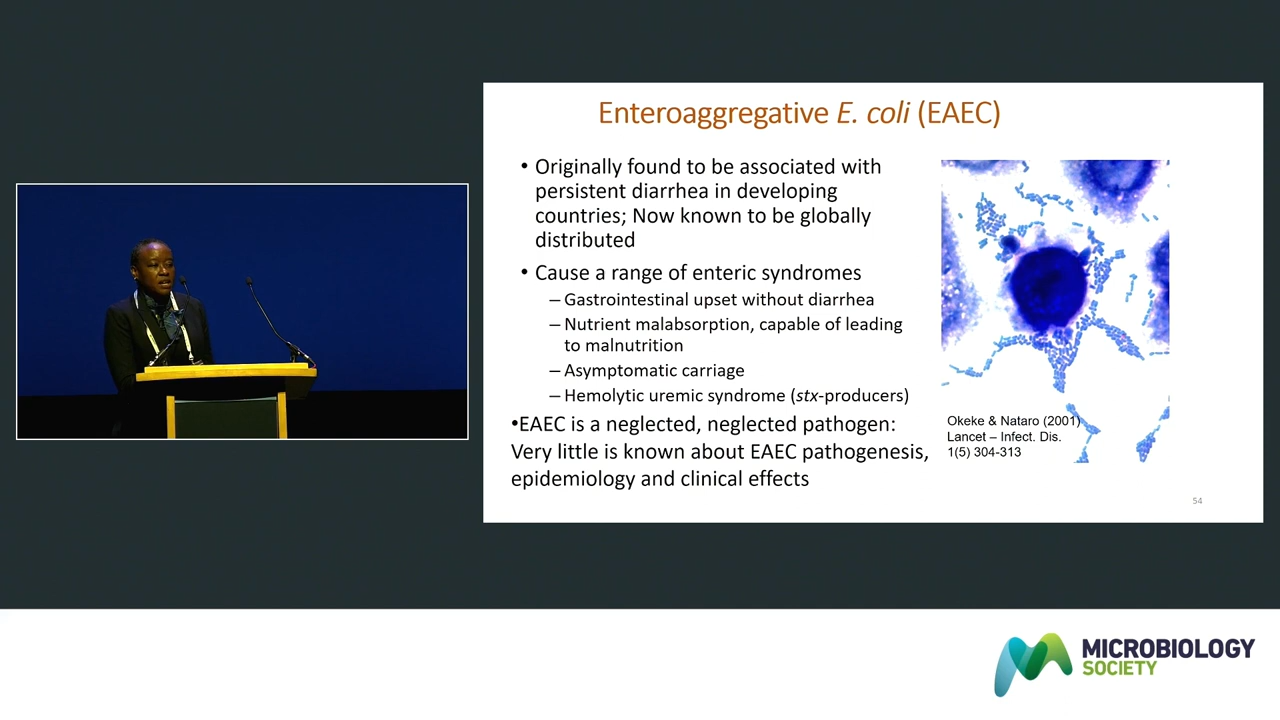 Enteroaggregative E. coli (EAEC)
• Originally found to be associated with
persistent diarrhea in developing
countries; Now known to be globally
distributed
• Cause a range of enteric syndromes
– Gastrointestinal upset without diarrhea
– Nutrient malabsorption, capable of leading
to malnutrition
– Asymptomatic carriage
– Hemolytic uremic syndrome (stx-producers)
•EAEC is a neglected, neglected pathogen:
Very little is known about EAEC pathogenesis,
epidemiology and clinical effects
Okeke & Nataro (2001)
Lancet – Infect. Dis.
1(5) 304-313
54
MICROBIOLOGY
SOCIETY